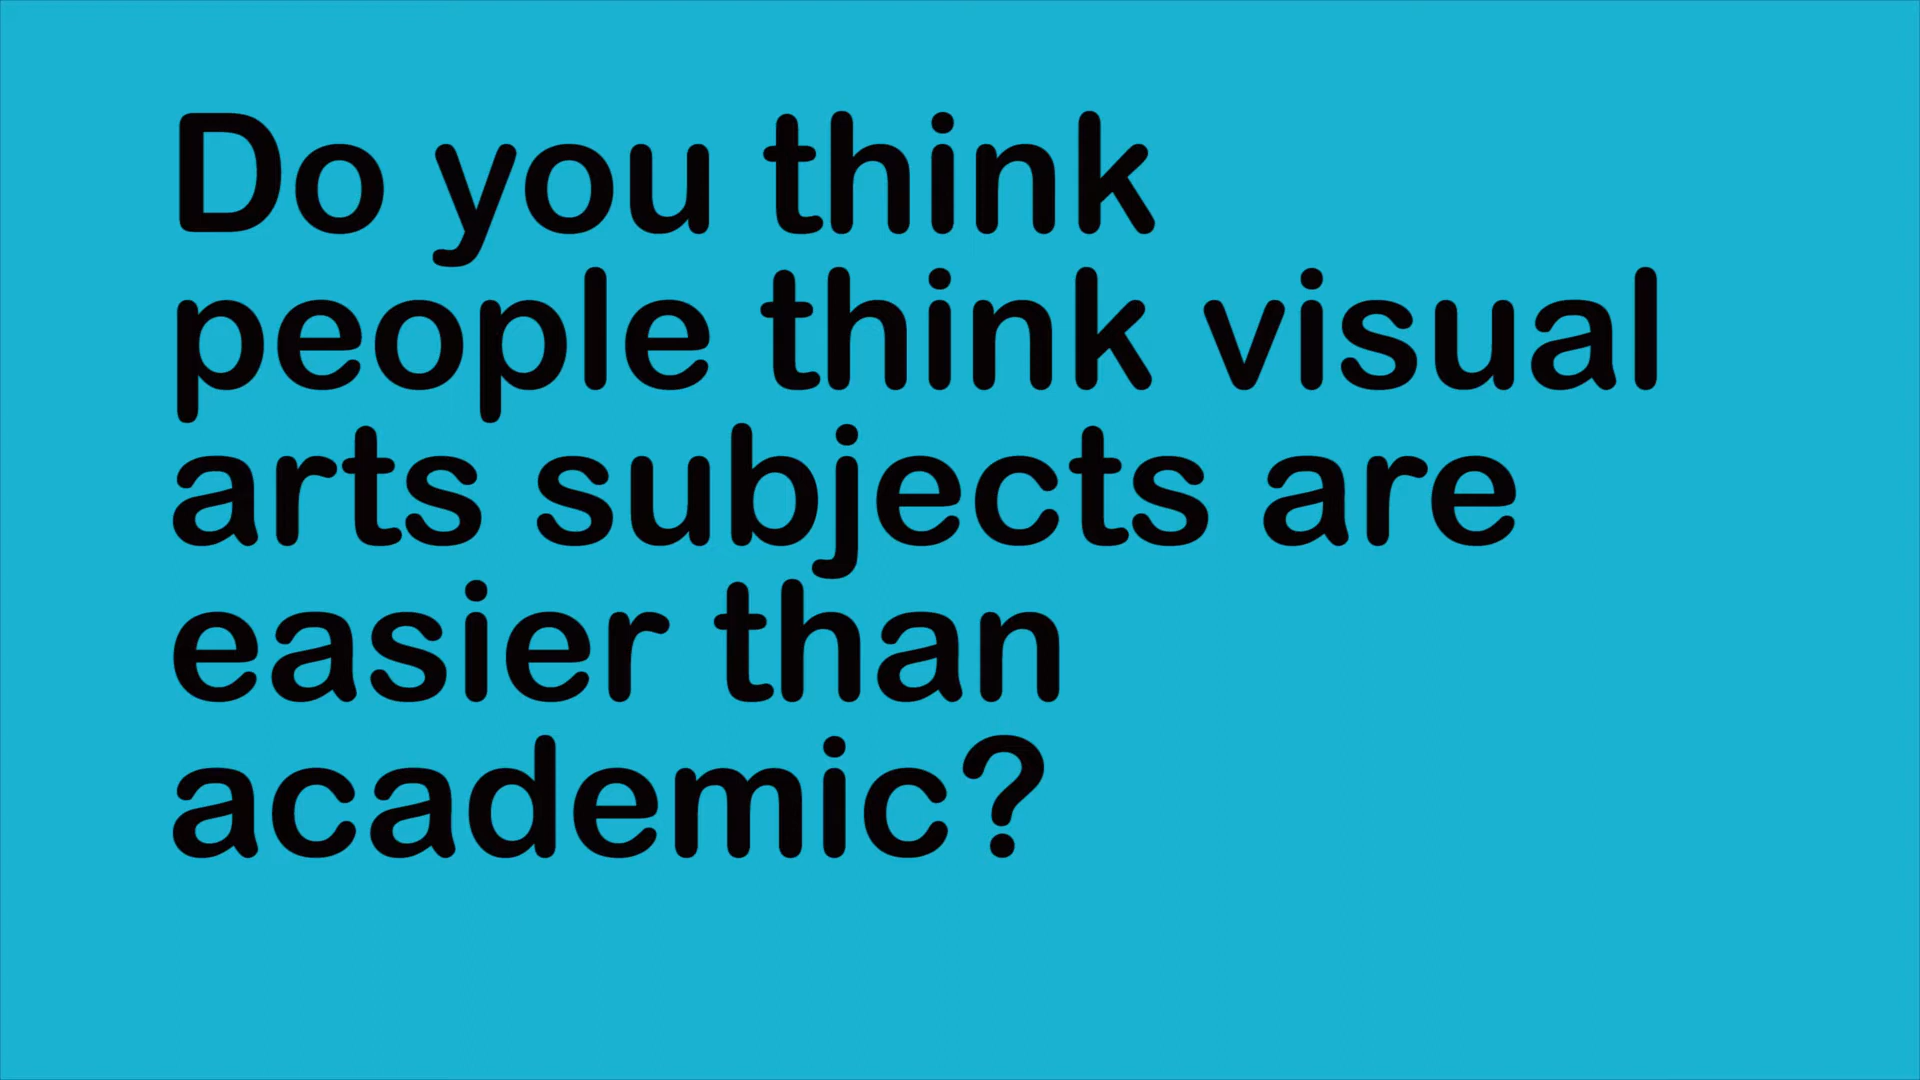 Do you think
people think visual
arts subjects are
easier than
academic?